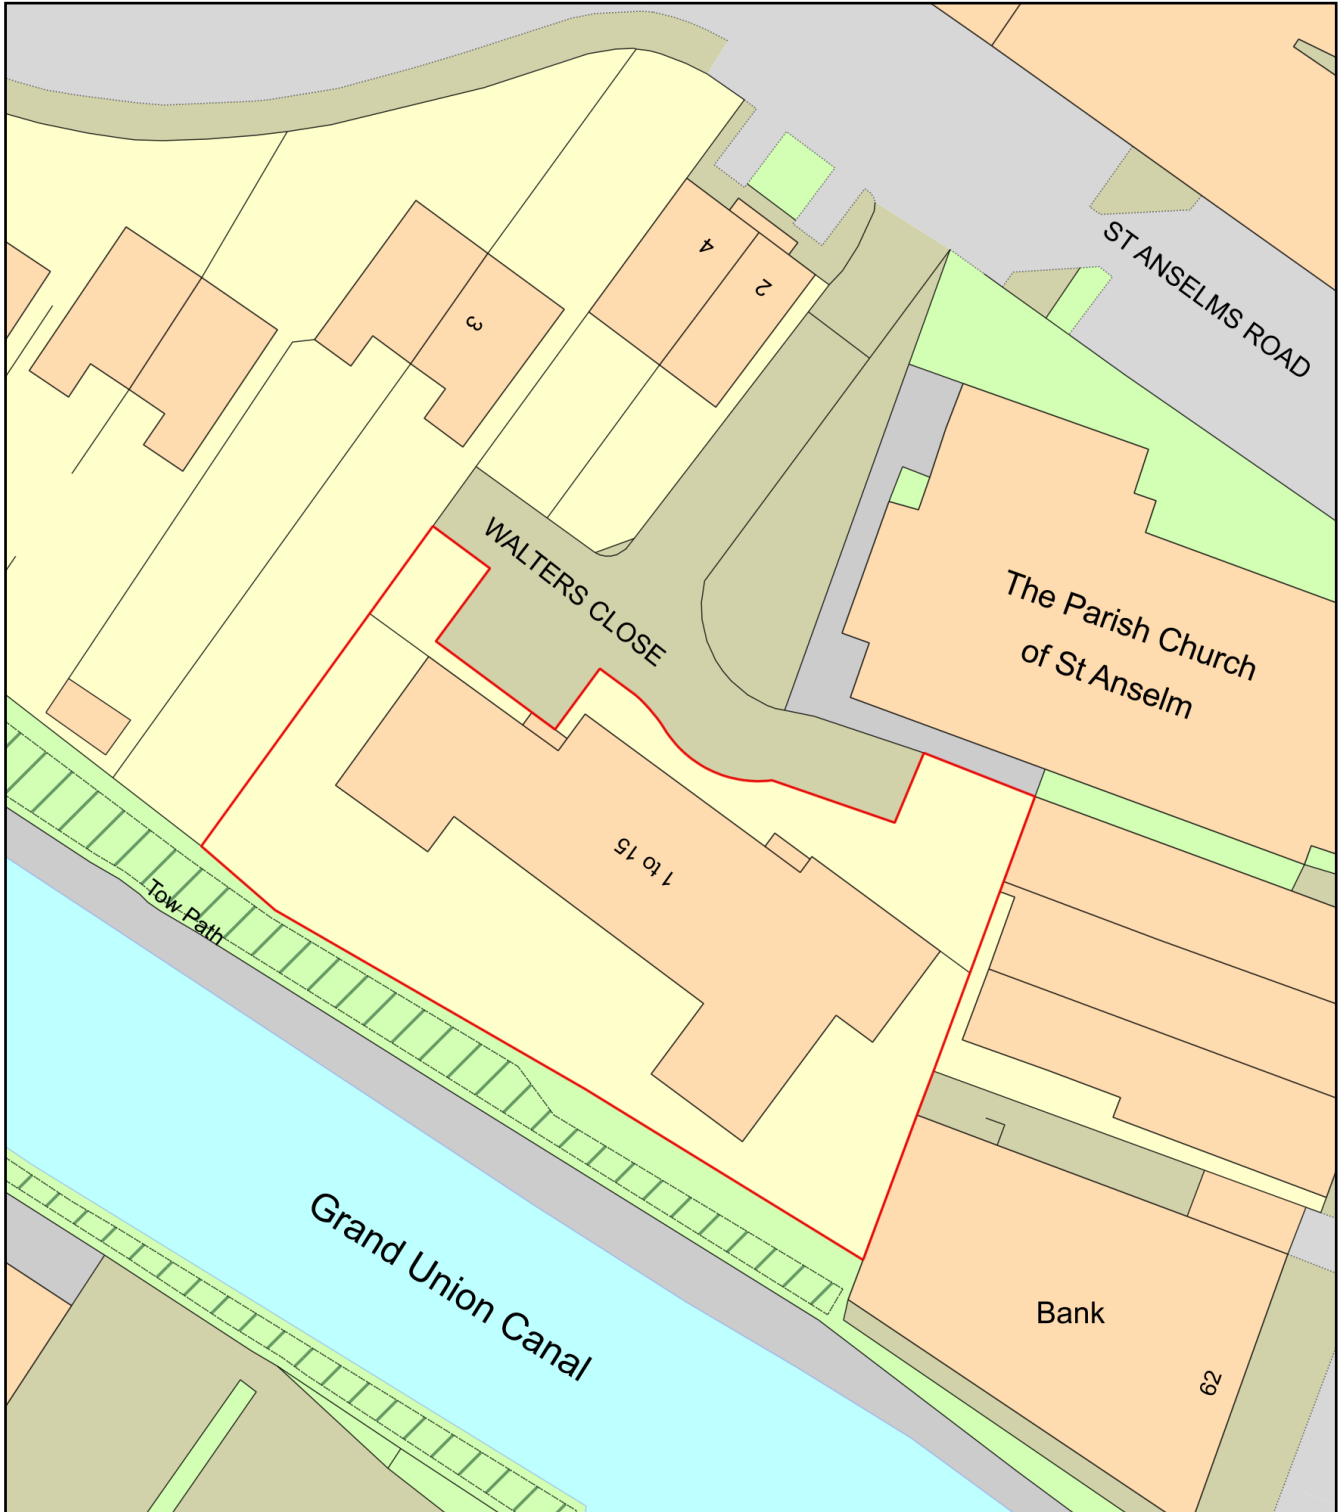 4
2
3
ST ANSELMS ROAD
WALTERS CLOSE
The Parish Church
of St Anselm
1 to 15
Tow Path
Grand Union Canal
Bank
62